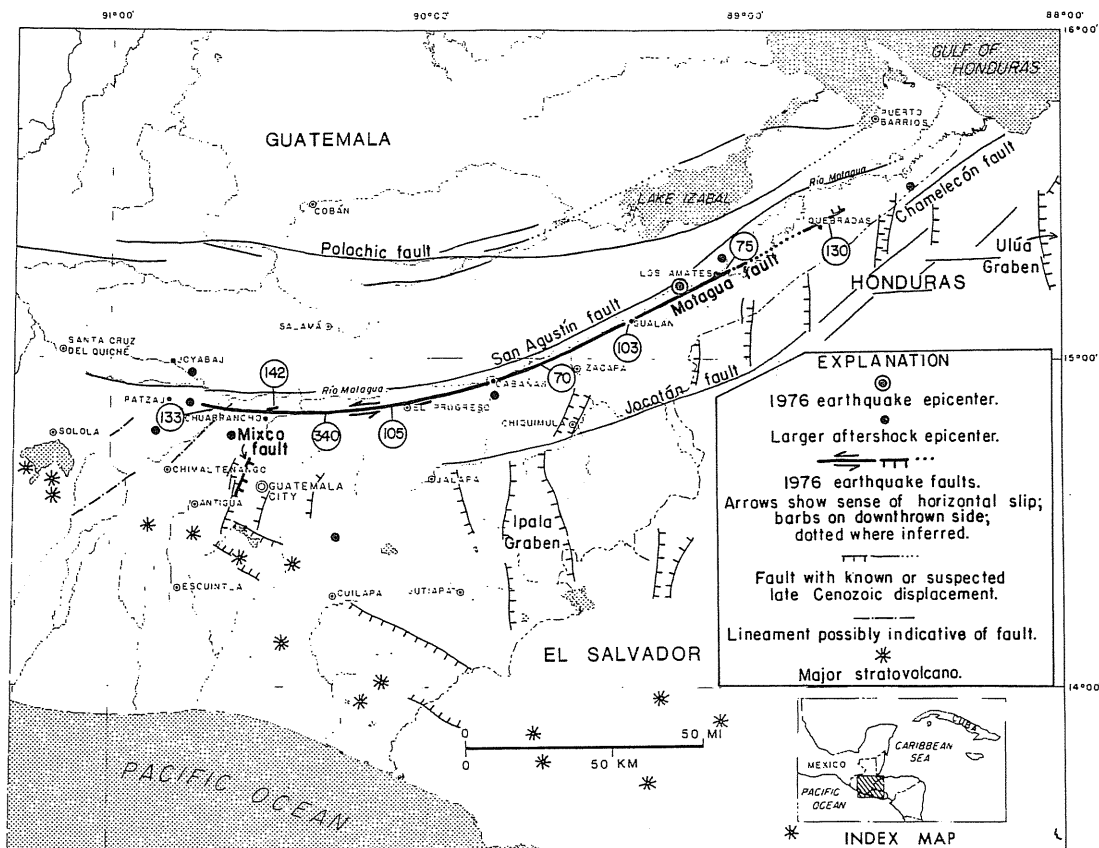 91°00'
90°00'
89°00'
88°00'
16°00'
GULF OF
HONDURAS
PUERTO
BARRIOS
GUATEMALA
LAKE IZABAL
Río Motagua
Chamelecón fault
COBÁN
QUEBRADAS
Polochic fault
75
130
Ulúa
Graben
LOS AMATES
Motagua fault
HONDURAS
SALAMÁ
San Agustín fault
GUALÁN
SANTA CRUZ
DEL QUICHÉ
JOYABAJ
103
15°00'
142
Río Motagua
CABAÑAS
70
ZACAPA
Jocotán fault
PATZAJ
133
CHUARRANCHO
EL PROGRESO
SOLOLA
340
105
CHIQUIMULA
Mixco
fault
CHIMALTENANGO
GUATEMALA
CITY
JALAPA
ANTIGUA
Ipala
Graben
ESCUINTLA
CUILAPA
JUTIAPA
EL SALVADOR
EXPLANATION
1976 earthquake epicenter.
Larger aftershock epicenter.
1976 earthquake faults.
Arrows show sense of horizontal slip;
barbs on downthrown side;
dotted where inferred.
Fault with known or suspected
late Cenozoic displacement.
Lineament possibly indicative of fault.
Major stratovolcano.
14°00'
0 50 MI
0 50 KM
PACIFIC OCEAN
CUBA
MEXICO
CARIBBEAN
SEA
PACIFIC
OCEAN
INDEX MAP